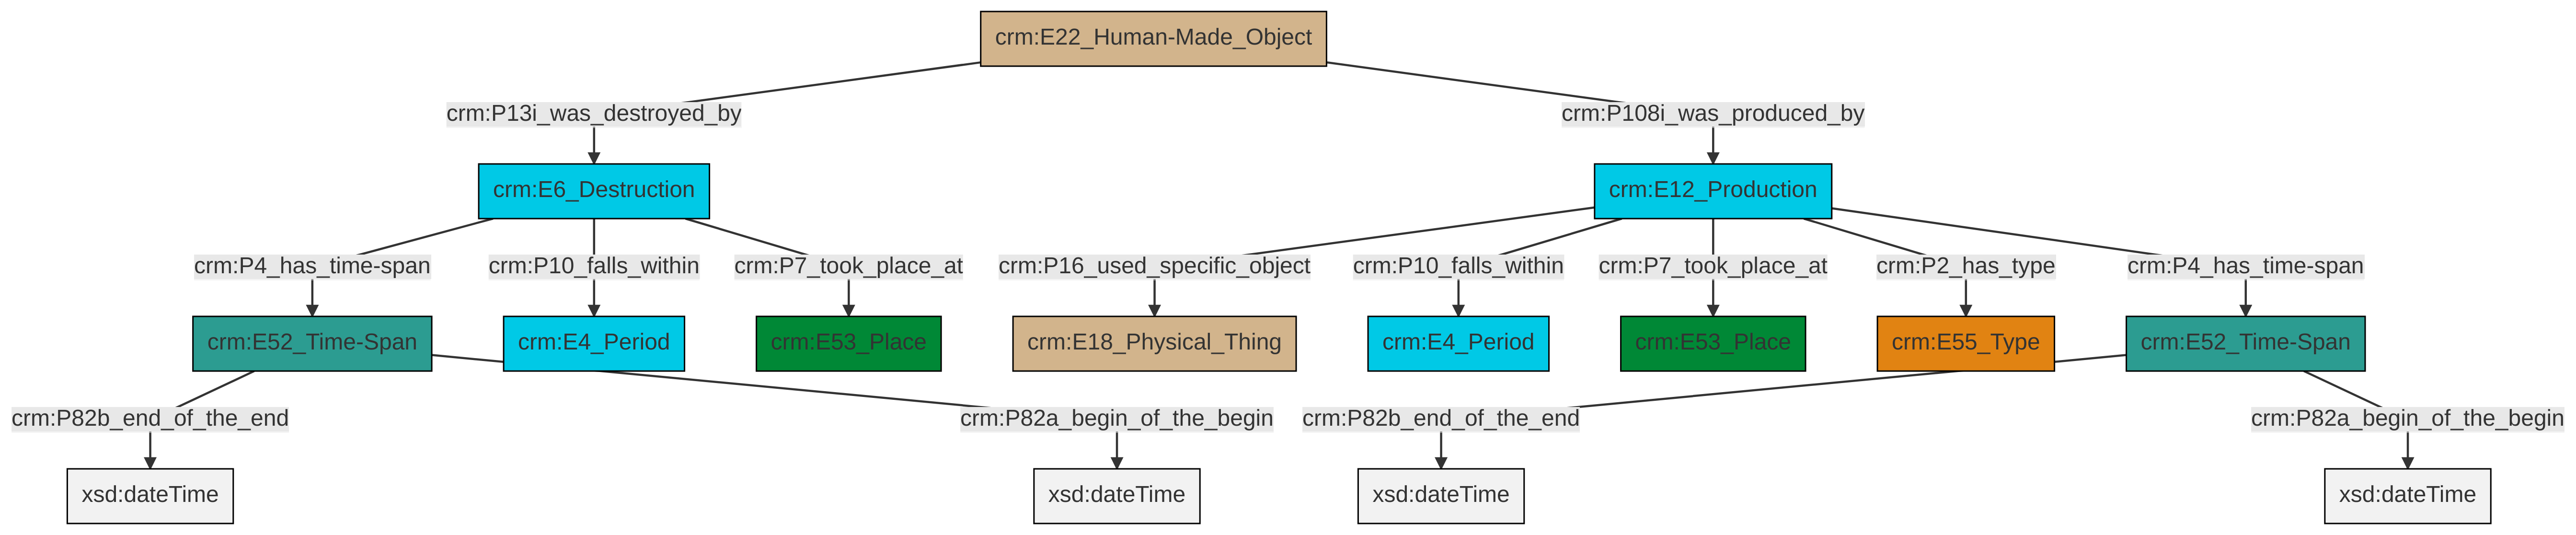 crm:E22_Human-Made_Object
crm:P13i_was_destroyed_by
crm:P108i_was_produced_by
crm:E6_Destruction
crm:E12_Production
crm:P4_has_time-span
crm:P10_falls_within
crm:P7_took_place_at
crm:P16_used_specific_object
crm:P10_falls_within
crm:P7_took_place_at
crm:P2_has_type
crm:P4_has_time-span
crm:E52_Time-Span
crm:E4_Period
crm:E53_Place
crm:E18_Physical_Thing
crm:E4_Period
crm:E53_Place
crm:E55_Type
crm:E52_Time-Span
crm:P82b_end_of_the_end
crm:P82a_begin_of_the_begin
crm:P82b_end_of_the_end
crm:P82a_begin_of_the_begin
xsd:dateTime
xsd:dateTime
xsd:dateTime
xsd:dateTime